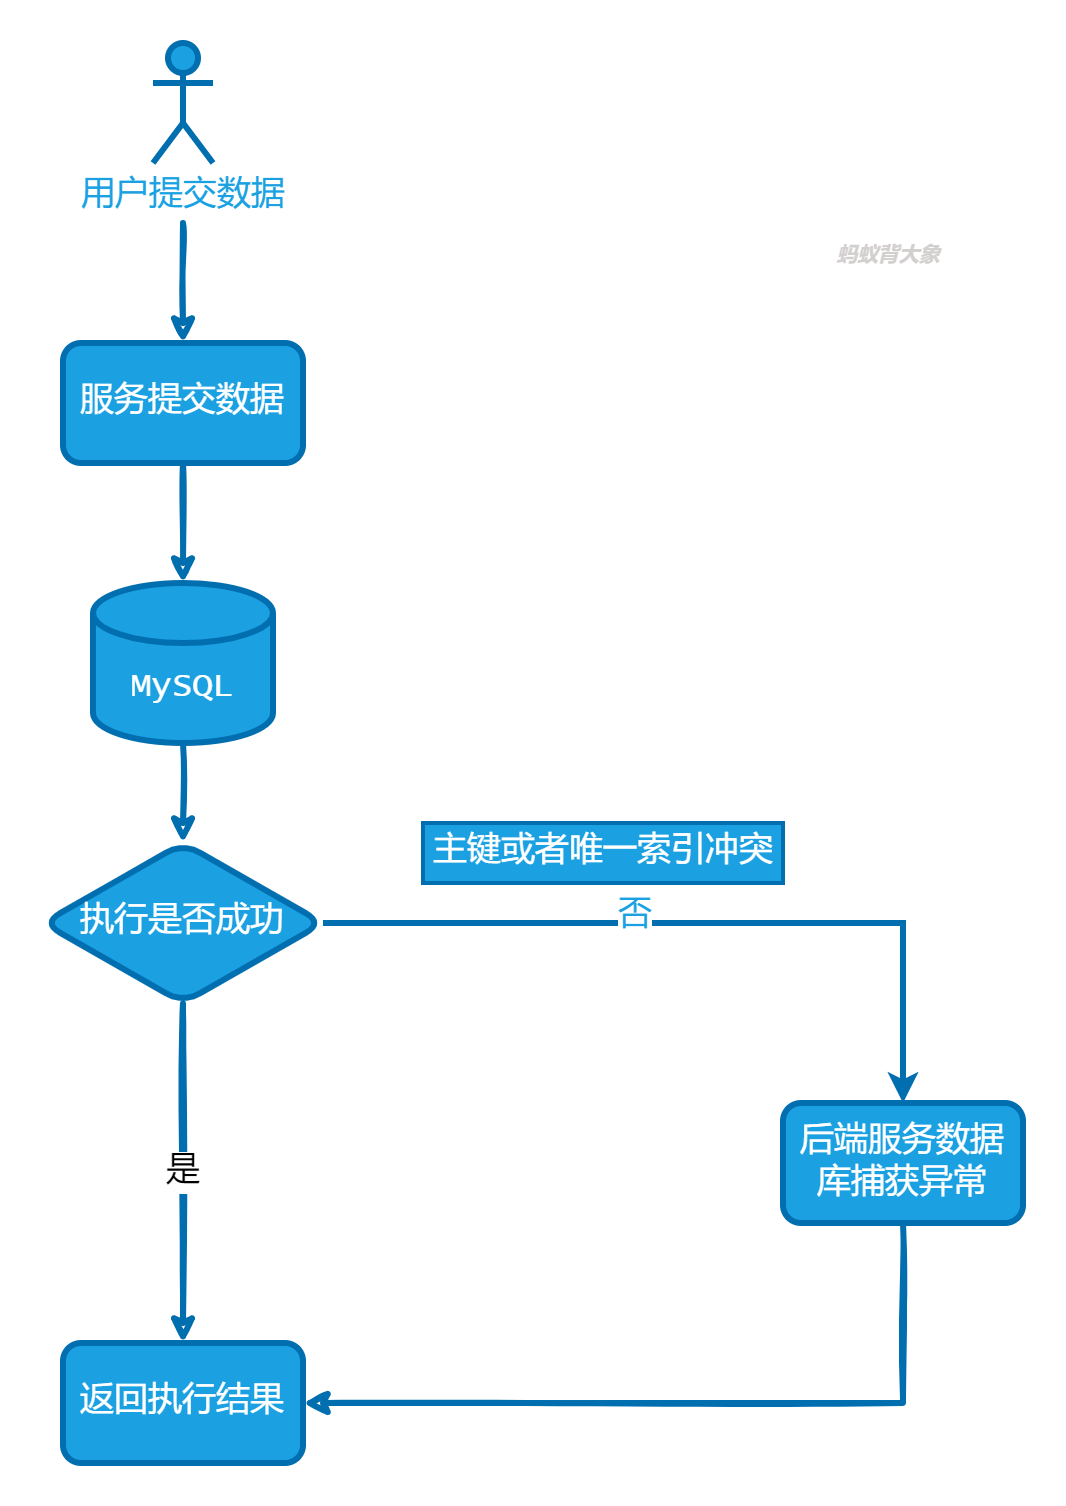 用户提交数据
蚂蚁背大象
服务提交数据
MySQL
主键或者唯一索引冲突
执行是否成功
否
后端服务数据
库捕获异常
是
返回执行结果